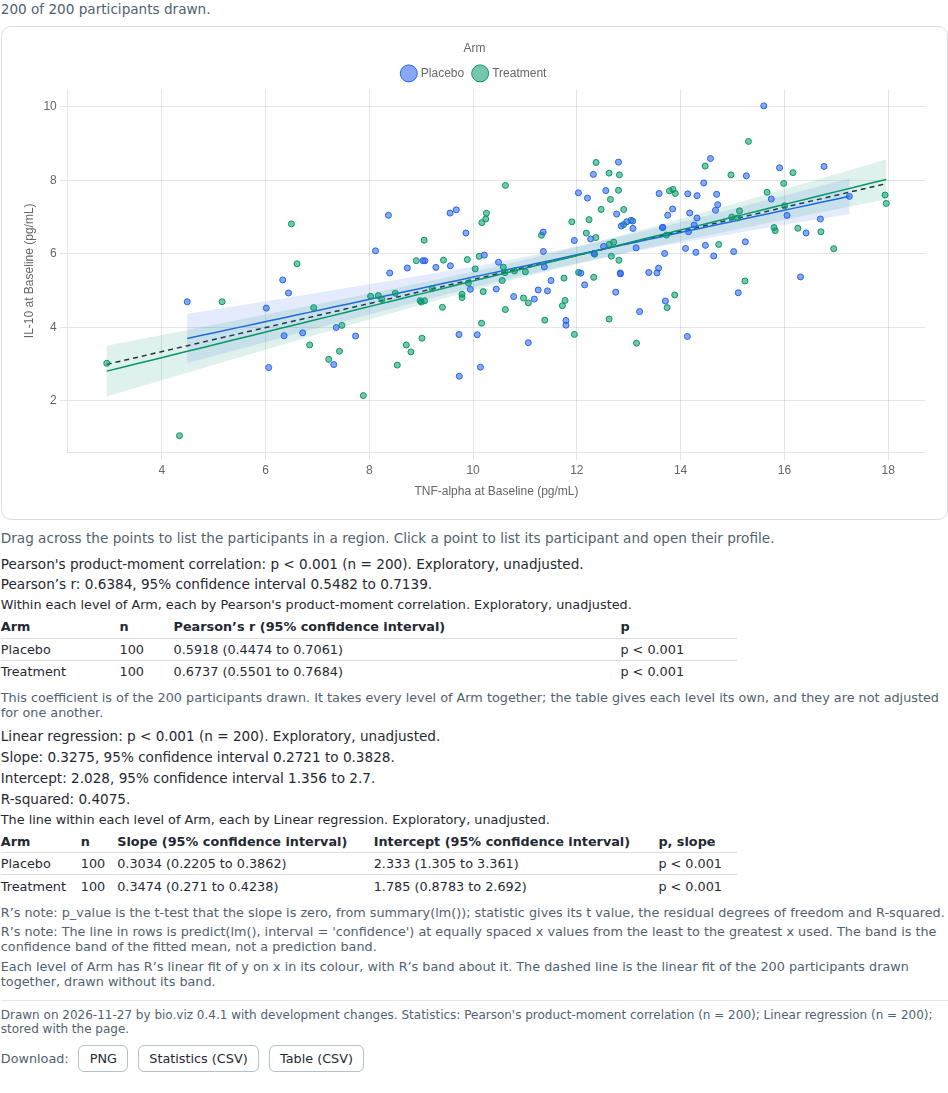 200 of 200 participants drawn.
Arm
Placebo Treatment
10
8
6
4
2
IL-10 at Baseline (pg/mL)
4 6 8 10 12 14 16 18
TNF-alpha at Baseline (pg/mL)
Drag across the points to list the participants in a region. Click a point to list its participant and open their profile.
Pearson's product-moment correlation: p < 0.001 (n = 200). Exploratory, unadjusted.
Pearson’s r: 0.6384, 95% confidence interval 0.5482 to 0.7139.
Within each level of Arm, each by Pearson's product-moment correlation. Exploratory, unadjusted.
Arm n Pearson’s r (95% confidence interval) p
Placebo 100 0.5918 (0.4474 to 0.7061) p < 0.001
Treatment 100 0.6737 (0.5501 to 0.7684) p < 0.001
This coefficient is of the 200 participants drawn. It takes every level of Arm together; the table gives each level its own, and they are not adjusted
for one another.
Linear regression: p < 0.001 (n = 200). Exploratory, unadjusted.
Slope: 0.3275, 95% confidence interval 0.2721 to 0.3828.
Intercept: 2.028, 95% confidence interval 1.356 to 2.7.
R-squared: 0.4075.
The line within each level of Arm, each by Linear regression. Exploratory, unadjusted.
Arm n Slope (95% confidence interval) Intercept (95% confidence interval) p, slope
Placebo 100 0.3034 (0.2205 to 0.3862) 2.333 (1.305 to 3.361) p < 0.001
Treatment 100 0.3474 (0.271 to 0.4238) 1.785 (0.8783 to 2.692) p < 0.001
R’s note: p_value is the t-test that the slope is zero, from summary(lm()); statistic gives its t value, the residual degrees of freedom and R-squared.
R’s note: The line in rows is predict(lm(), interval = 'confidence') at equally spaced x values from the least to the greatest x used. The band is the
confidence band of the fitted mean, not a prediction band.
Each level of Arm has R’s linear fit of y on x in its colour, with R’s band about it. The dashed line is the linear fit of the 200 participants drawn
together, drawn without its band.
Drawn on 2026-11-27 by bio.viz 0.4.1 with development changes. Statistics: Pearson's product-moment correlation (n = 200); Linear regression (n = 200);
stored with the page.
Download: PNG Statistics (CSV) Table (CSV)